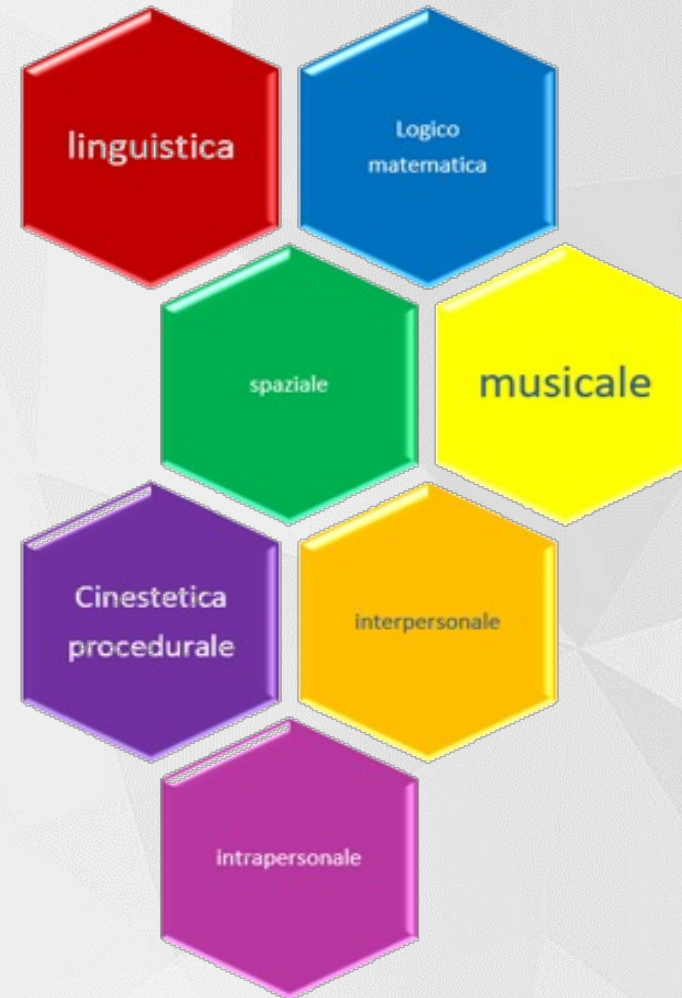 linguistica
Logico
matematica
spaziale
musicale
Cinestetica
procedurale
interpersonale
intrapersonale